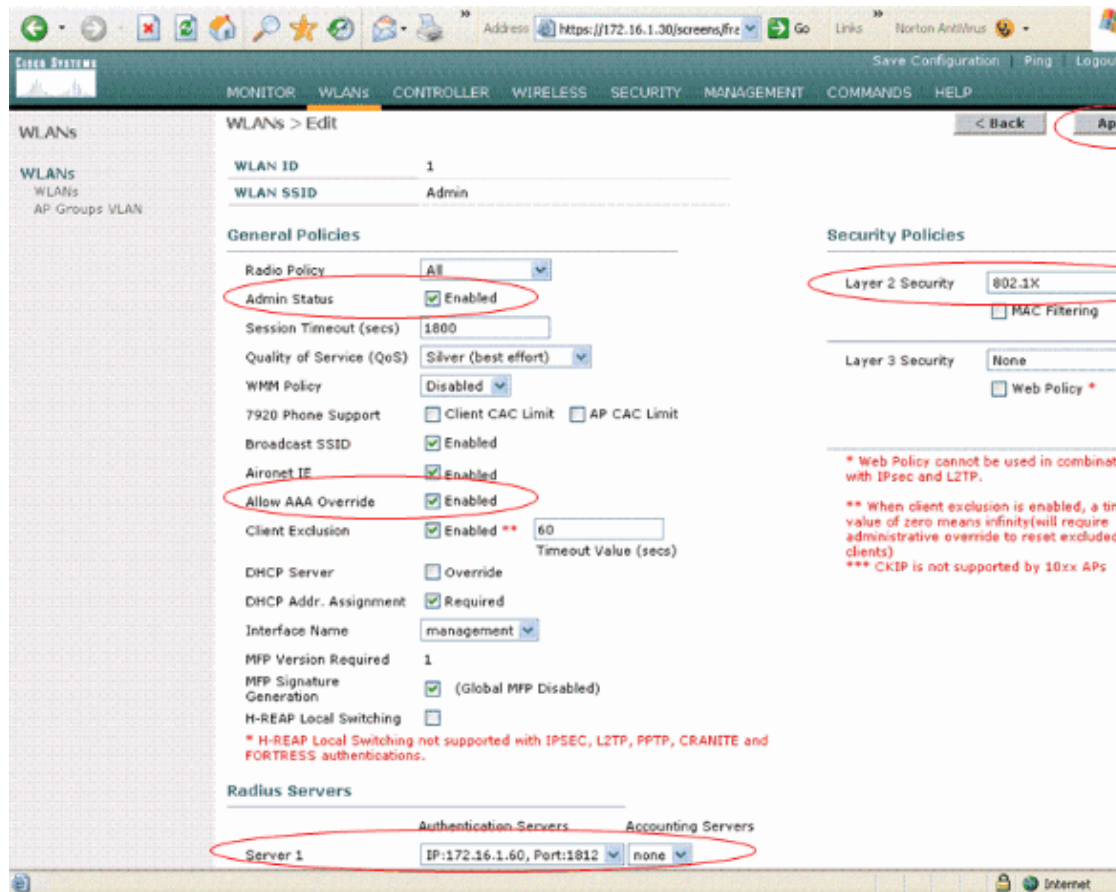 Address https://172.16.1.30/screens/fra Go Links Norton AntiVirus
CISCO SYSTEMS
Save Configuration | Ping | Logout
MONITOR WLANs CONTROLLER WIRELESS SECURITY MANAGEMENT COMMANDS HELP
WLANs
WLANs
WLANs
AP Groups VLAN
WLANs > Edit
< Back
Ap
WLAN ID 1
WLAN SSID Admin
General Policies
Radio Policy All
Admin Status Enabled
Session Timeout (secs) 1800
Quality of Service (QoS) Silver (best effort)
WMM Policy Disabled
7920 Phone Support Client CAC Limit AP CAC Limit
Broadcast SSID Enabled
Aironet IE Enabled
Allow AAA Override Enabled
Client Exclusion Enabled ** 60
Timeout Value (secs)
DHCP Server Override
DHCP Addr. Assignment Required
Interface Name management
MFP Version Required 1
MFP Signature
Generation (Global MFP Disabled)
H-REAP Local Switching
* H-REAP Local Switching not supported with IPSEC, L2TP, PPTP, CRANITE and
FORTRESS authentications.
Security Policies
Layer 2 Security 802.1X
MAC Filtering
Layer 3 Security None
Web Policy *
* Web Policy cannot be used in combinat
with IPsec and L2TP.
** When client exclusion is enabled, a tim
value of zero means infinity(will require
administrative override to reset excluded
clients)
*** CKIP is not supported by 10xx APs
Radius Servers
Authentication Servers Accounting Servers
Server 1 IP:172.16.1.60, Port:1812 none
Internet